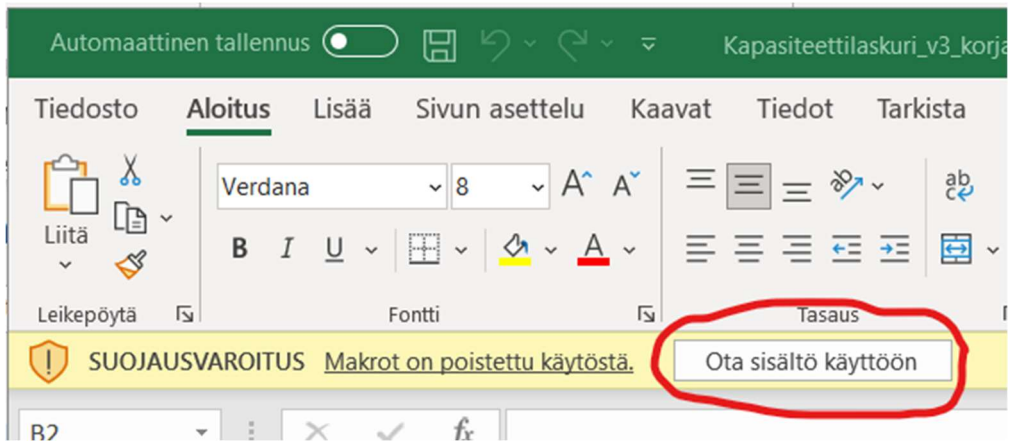 Automaattinen tallennus
Kapasiteettilaskuri_v3_korja
Tiedosto Aloitus Lisää Sivun asettelu Kaavat Tiedot Tarkista
Liitä
Verdana 8 A A
ab
c
B I U A
Leikepöytä Fontti Tasaus
SUOJAUSVAROITUS Makrot on poistettu käytöstä. Ota sisältö käyttöön
B2 fx